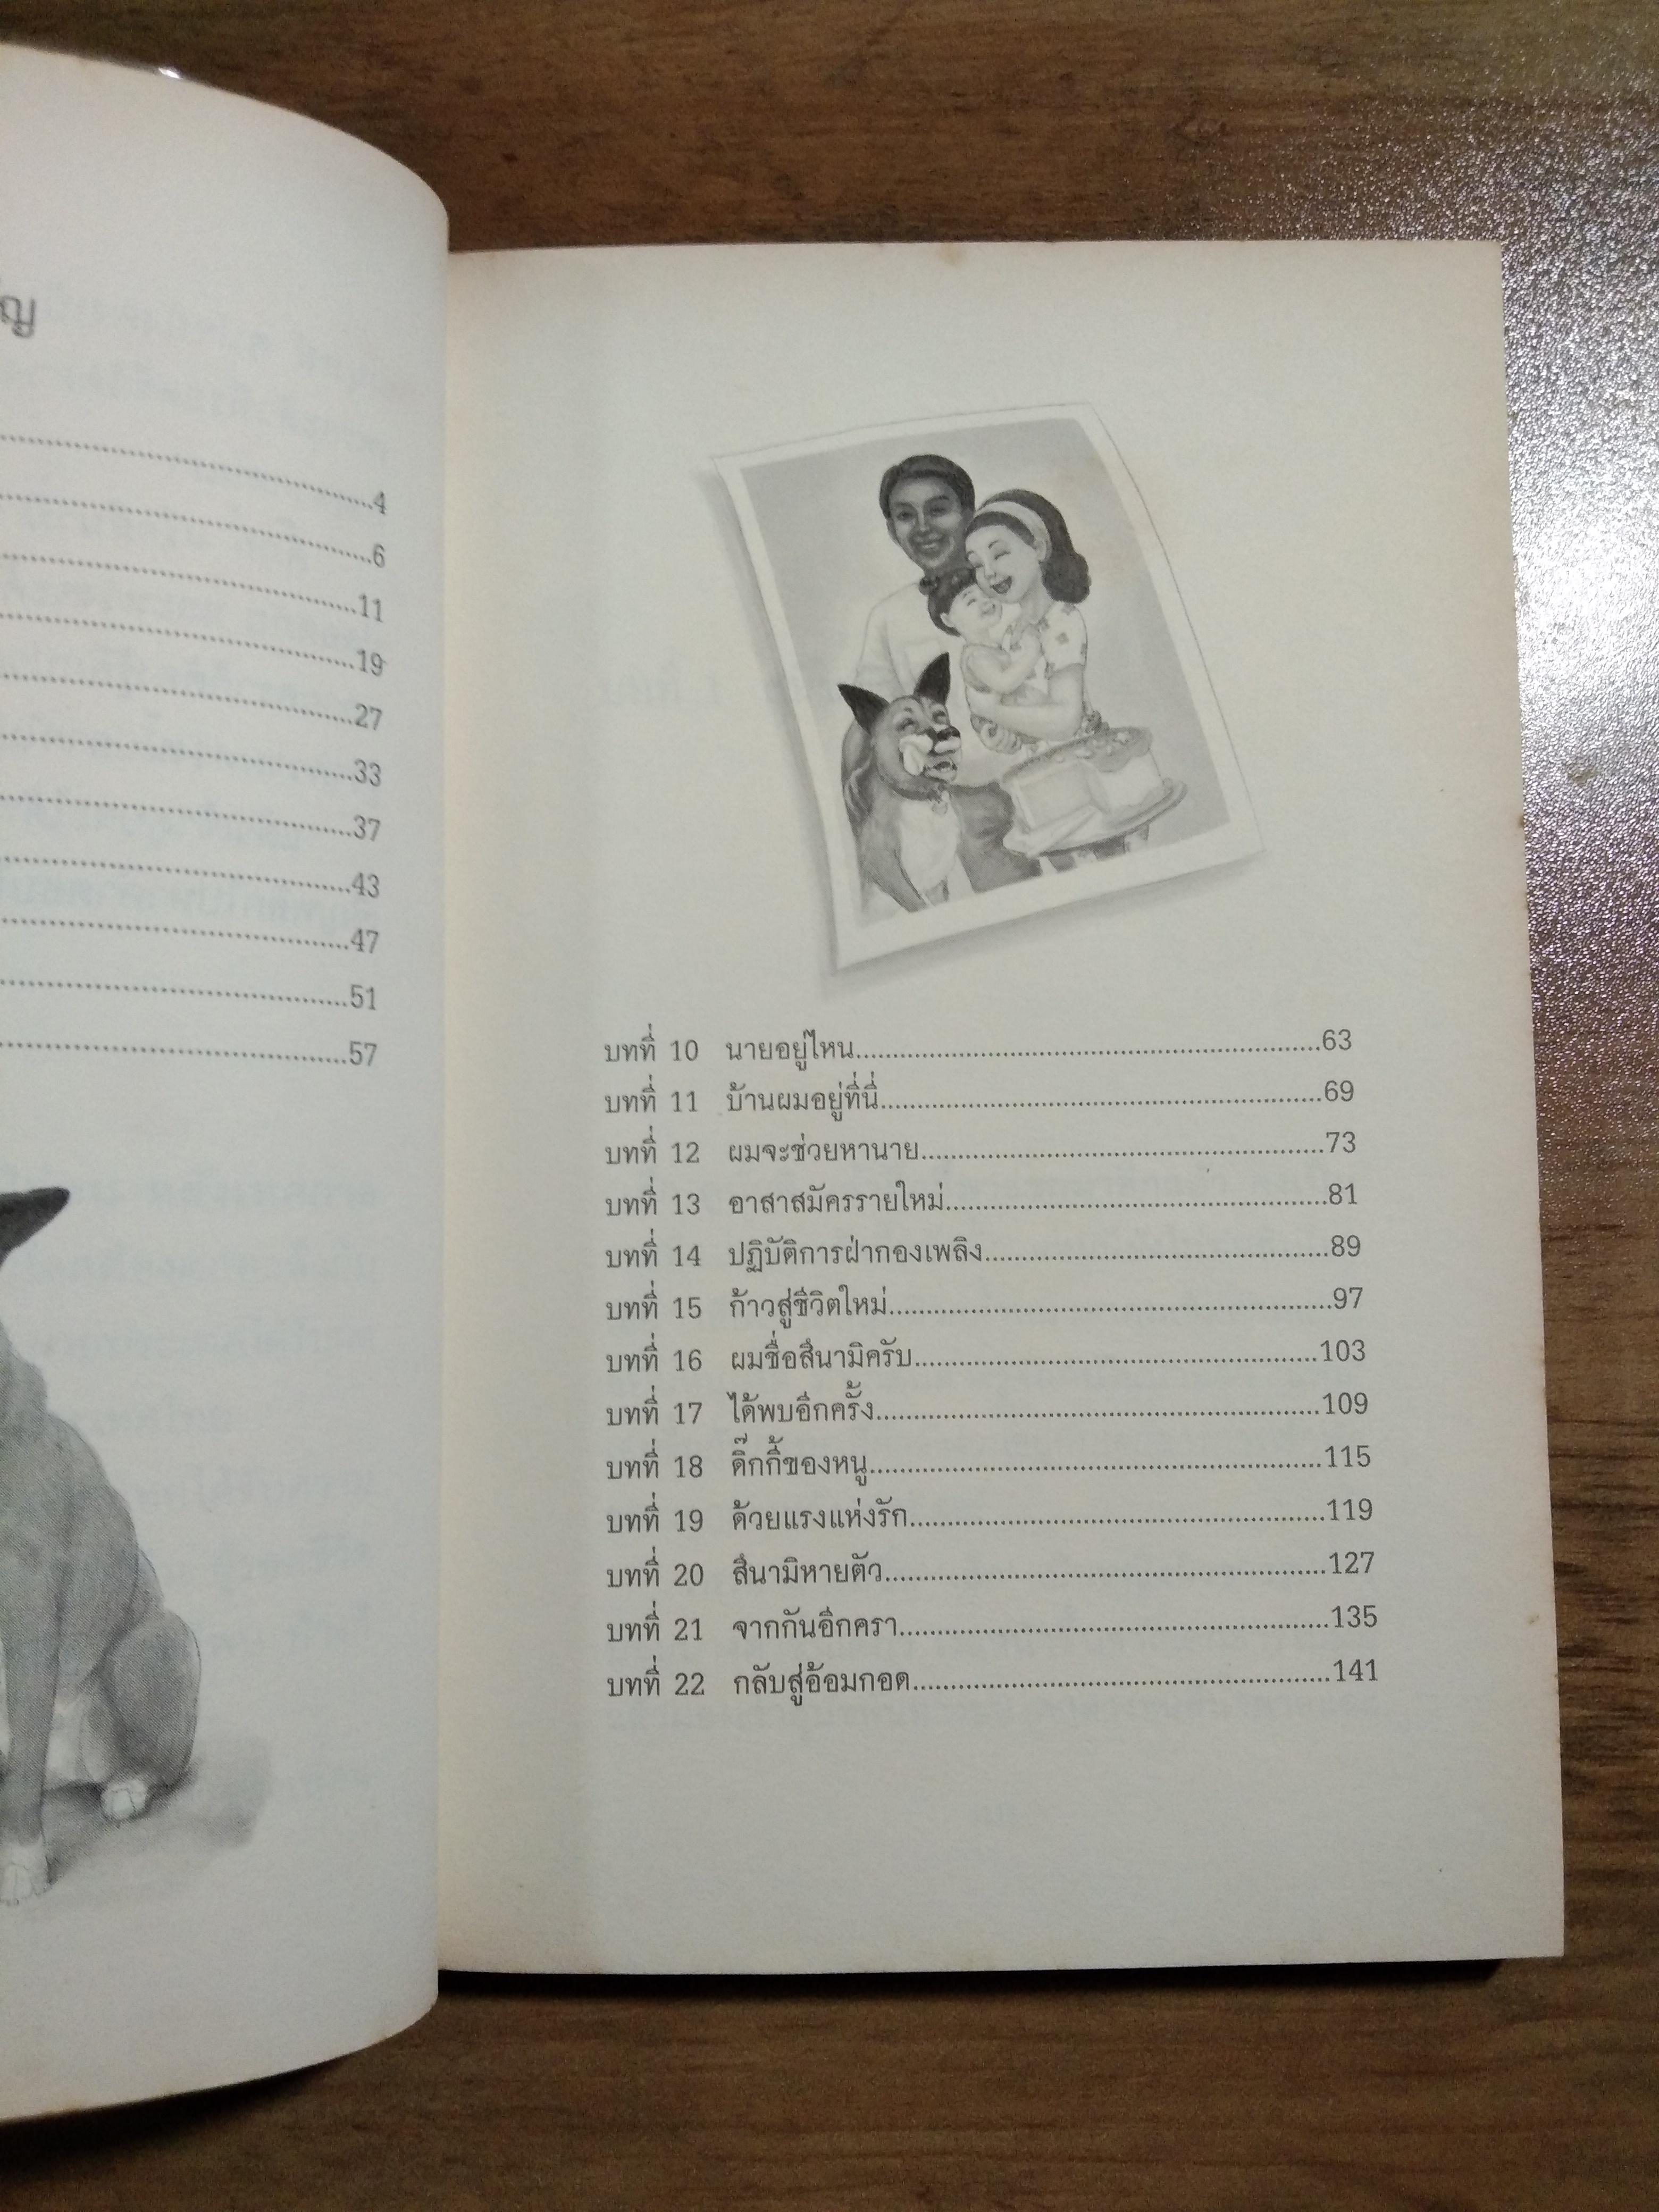 4
6
11
19
27
33
37
43
47
51
57
บทที่ 10 นายอยู่ไหน..........63
บทที่ 11 บ้านผมอยู่ที่นี่..........69
บทที่ 12 ผมจะช่วยหานาย..........73
บทที่ 13 อาสาสมัครรายใหม่..........81
บทที่ 14 ปฏิบัติการฝ่ากองเพลิง..........89
บทที่ 15 ก้าวสู่ชีวิตใหม่..........97
บทที่ 16 ผมชื่อสึนามิครับ..........103
บทที่ 17 ได้พบอีกครั้ง..........109
บทที่ 18 ดิ๊กกี้ของหนู..........115
บทที่ 19 ด้วยแรงแห่งรัก..........119
บทที่ 20 สึนามิหายตัว..........127
บทที่ 21 จากกันอีกครา..........135
บทที่ 22 กลับสู่อ้อมกอด..........141